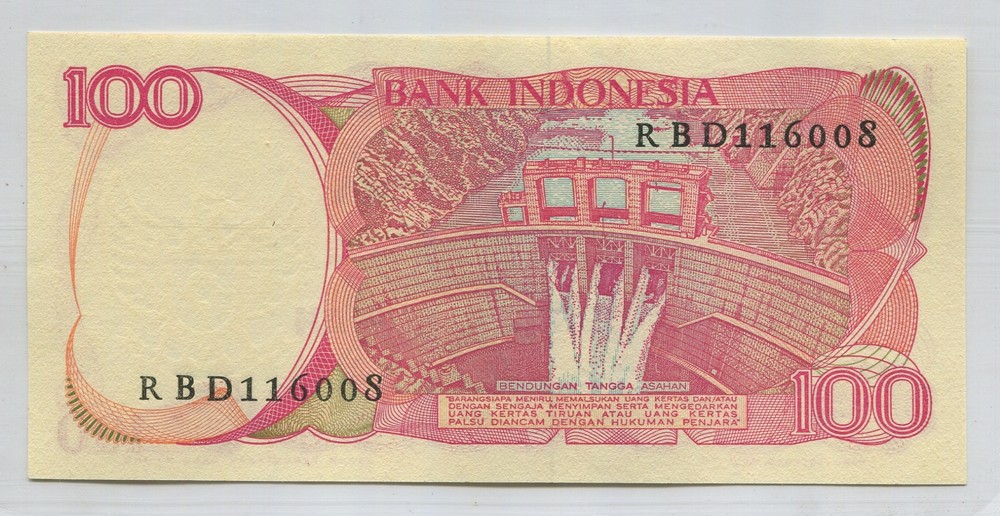 100
BANK INDONESIA
RBD116008
RBD116008
BENDUNGAN TANGGA ASAHAN
"BARANGSIAPA MENIRU, MEMALSUKAN UANG KERTAS DAN/ATAU
DENGAN SENGAJA MENYIMPAN SERTA MENGEDARKAN
UANG KERTAS TIRUAN ATAU UANG KERTAS
PALSU DIANCAM DENGAN HUKUMAN PENJARA"
100